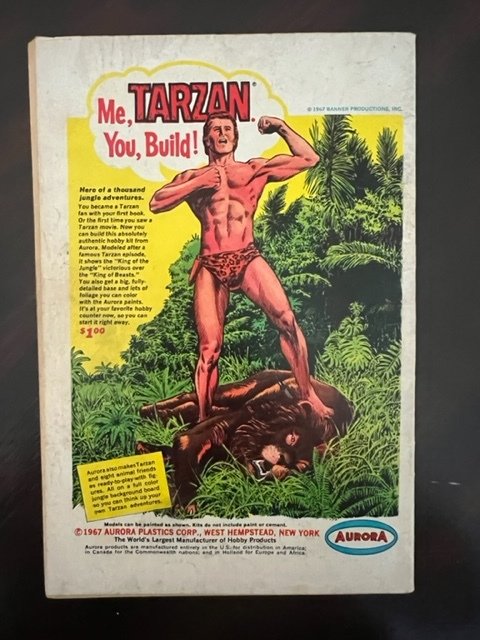 Me, TARZAN.®
You, Build!
© 1967 BANNER PRODUCTIONS, INC.
Hero of a thousand
jungle adventures.
You became a Tarzan
fan with your first book.
Or the first time you saw a
Tarzan movie. Now you
can build this absolutely
authentic hobby kit from
Aurora. Modeled after a
famous Tarzan episode,
it shows the "King of the
Jungle" victorious over
the "King of Beasts."
You also get a big, fully-
detailed base and lots of
foliage you can color
with the Aurora paints.
It's at your favorite hobby
counter now, so you can
start it right away.
$1.00
Aurora also makes Tarzan
and eight animal friends
as ready-to-play-with fig-
ures. All on a full color
jungle background board
so you can think up your
own Tarzan adventures.
Models can be painted as shown. Kits do not include paint or cement.
© 1967 AURORA PLASTICS CORP., WEST HEMPSTEAD, NEW YORK
The World's Largest Manufacturer of Hobby Products
Aurora products are manufactured entirely in the U.S. for distribution in America;
in Canada for the Commonwealth nations; and in Holland for Europe and Africa.
AURORA